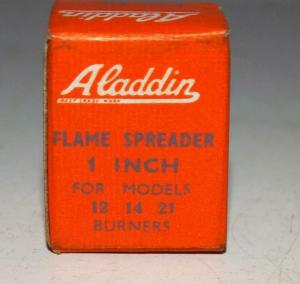 Aladdin
FLAME SPREADER
1 INCH
FOR MODELS
12 14 21
BURNERS